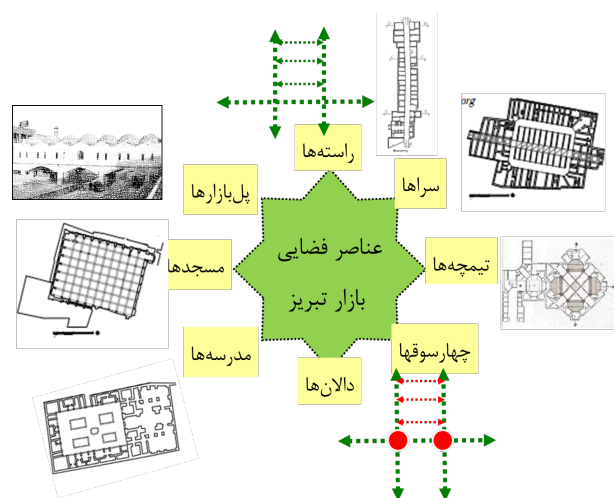 org
راسته‌ها
سراها
پل‌بازارها
عناصر فضایی
بازار تبریز
تیمچه‌ها
مسجدها
چهارسوقها
مدرسه‌ها
دالان‌ها